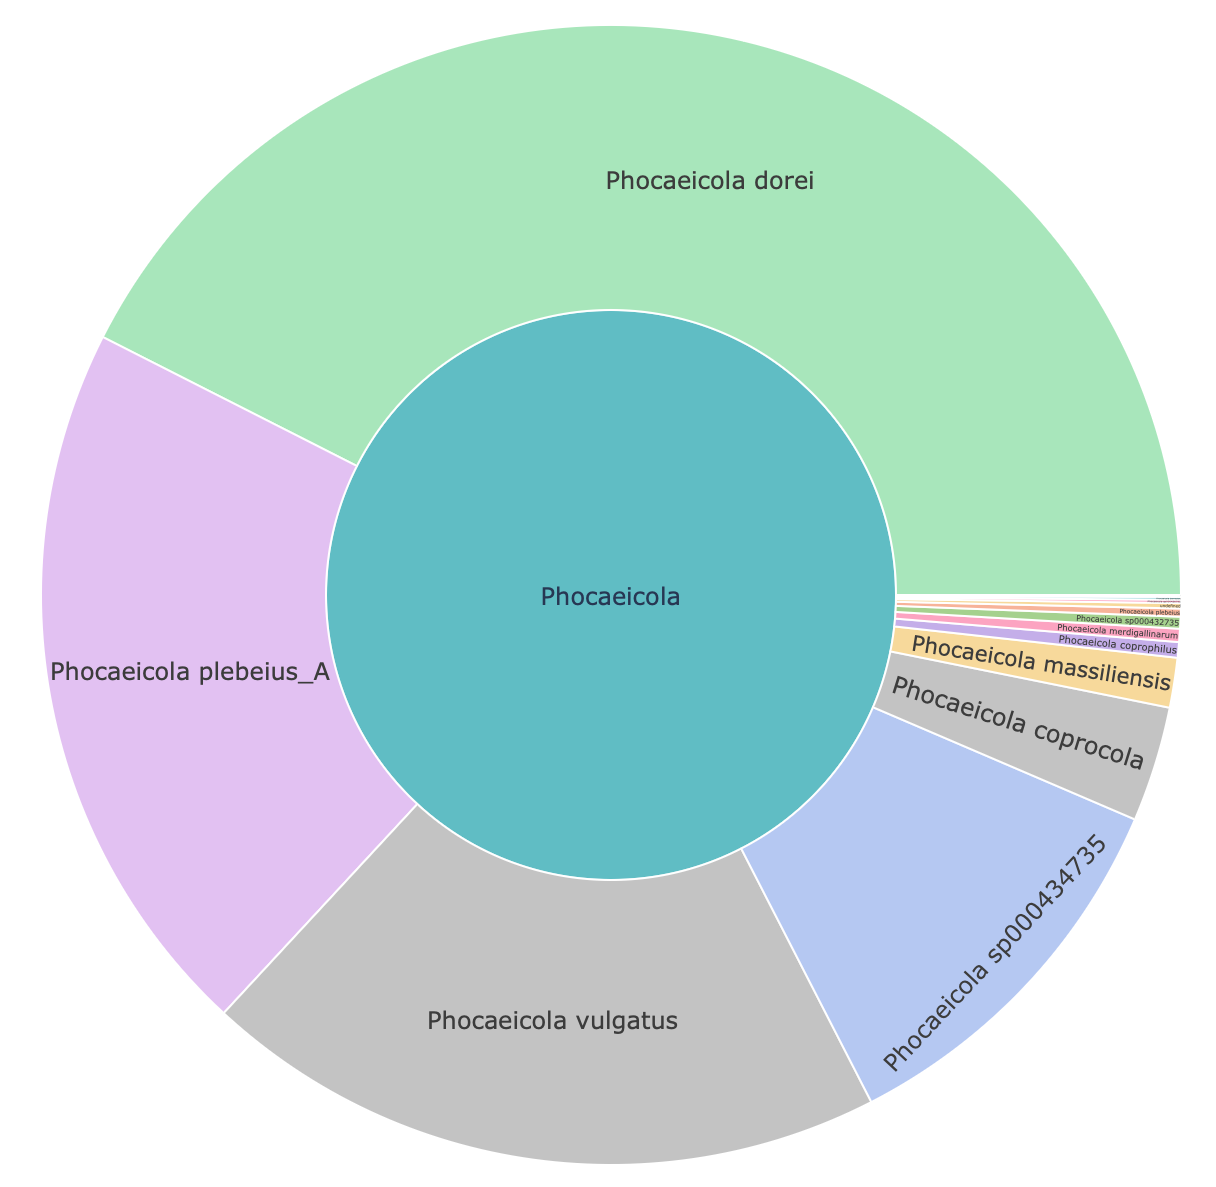 Phocaeicola dorei
Phocaeicola
Phocaeicola plebeius_A
Phocaeicola vulgatus
Phocaeicola sp000434735
Phocaeicola coprocola
Phocaeicola massiliensis
Phocaeicola coprophilus
Phocaeicola merdigallinarum
Phocaeicola sp000432735
Phocaeicola plebeius
undefined